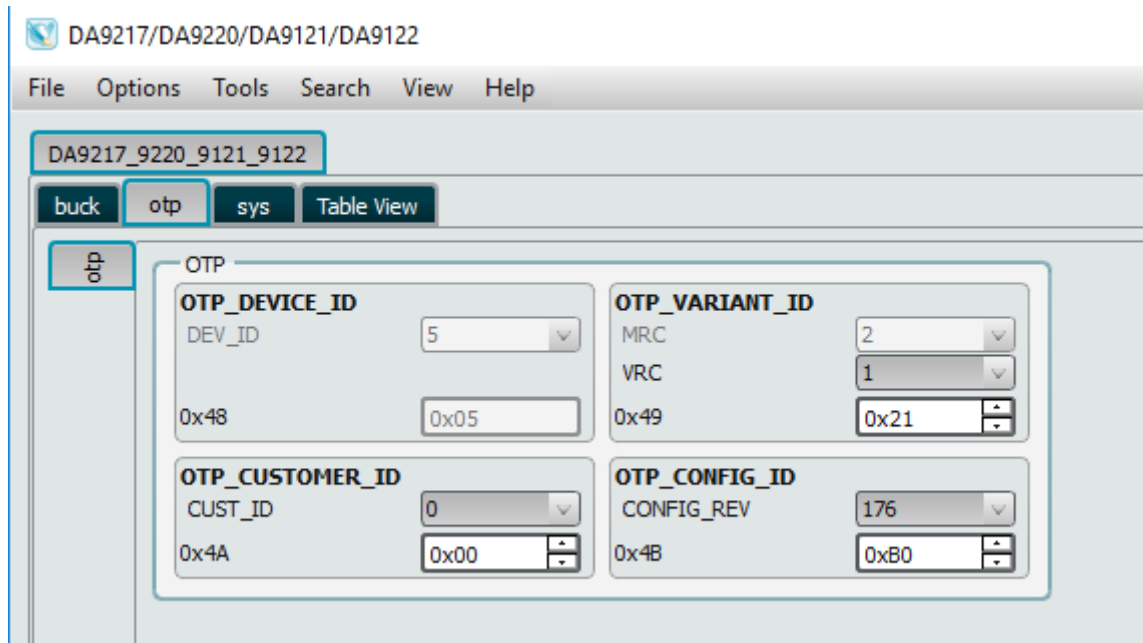 DA9217/DA9220/DA9121/DA9122
File Options Tools Search View Help
DA9217_9220_9121_9122
buck otp sys Table View
otp
OTP
OTP_DEVICE_ID
DEV_ID 5
0x48 0x05
OTP_VARIANT_ID
MRC 2
VRC 1
0x49 0x21
OTP_CUSTOMER_ID
CUST_ID 0
0x4A 0x00
OTP_CONFIG_ID
CONFIG_REV 176
0x4B 0xB0